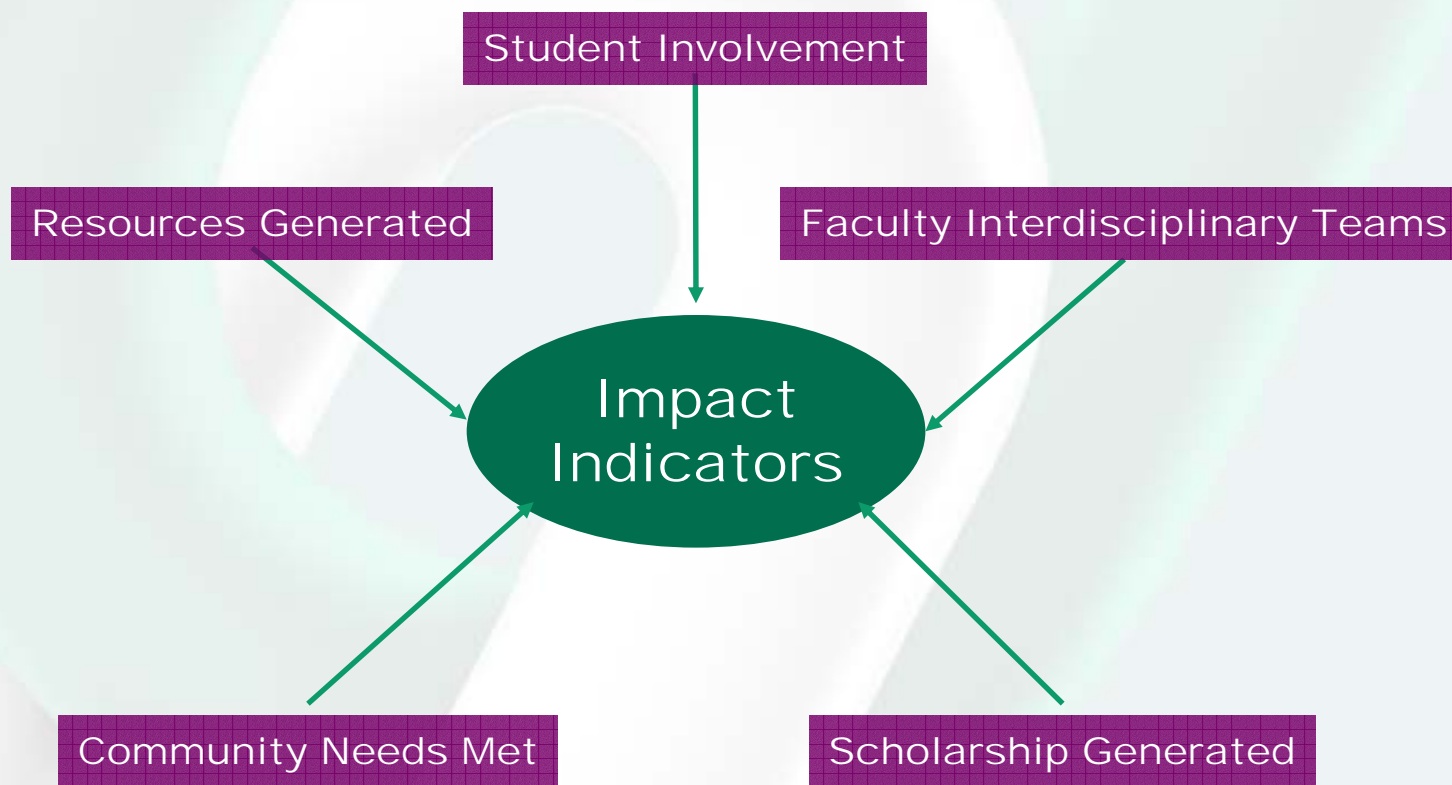 Student Involvement
Resources Generated
Faculty Interdisciplinary Teams
Impact
Indicators
Community Needs Met
Scholarship Generated